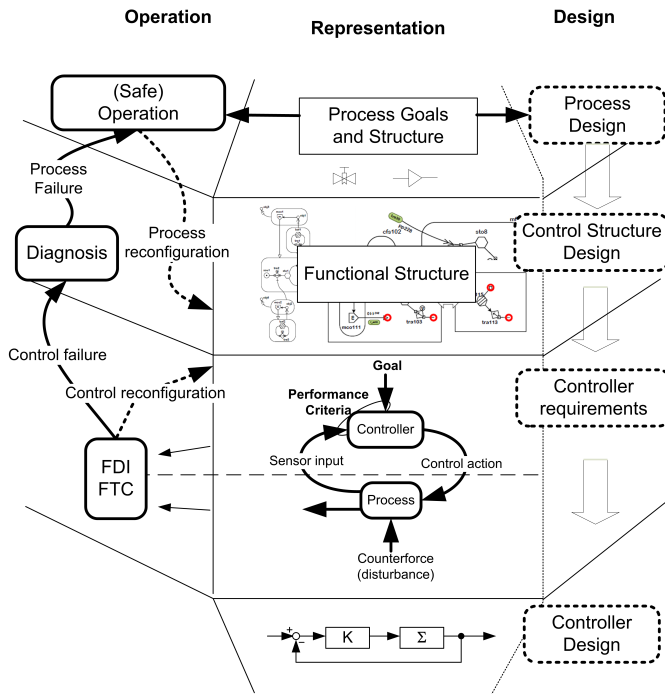 Operation
Representation
Design
(Safe)
Operation
Process Goals
and Structure
Process
Design
Process
Failure
Diagnosis
Process
reconfiguration
cfs102
sto8
Functional Structure
mco111
tra103
tra113
Control Structure
Design
Control failure
Control reconfiguration
Goal
Performance
Criteria
Controller
Sensor input
Control action
Process
Counterforce
(disturbance)
FDI
FTC
Controller
requirements
+
−
K
Σ
Controller
Design